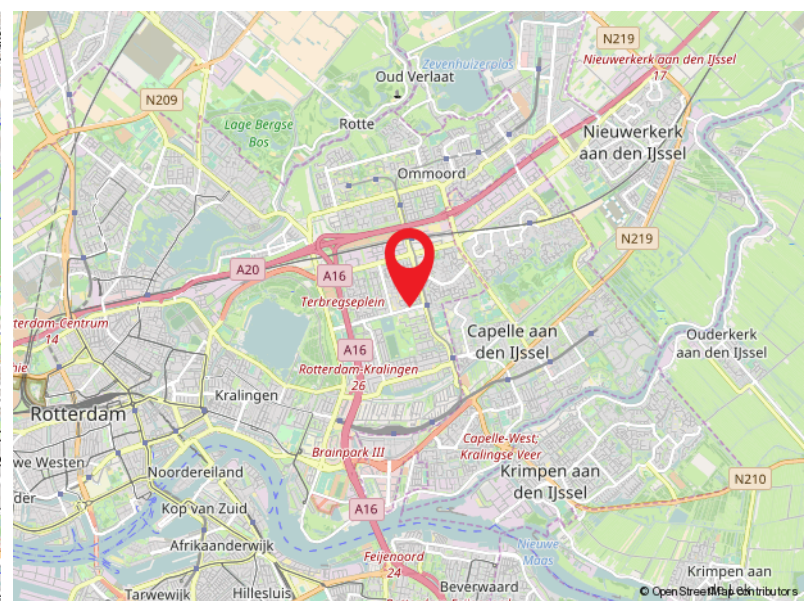 N219
Nieuwerkerk aan den IJssel
17
Zevenhuizerplas
Oud Verlaat
N209
Lage Bergse
Bos
Rotte
Nieuwerkerk
aan den IJssel
Ommoord
N219
A20
A16
Terbregseplein
terdam-Centrum
14
Capelle aan
den IJssel
Ouderkerk
aan den IJssel
A16
Rotterdam-Kralingen
26
Kralingen
Rotterdam
Brainpark III
Capelle-West;
Kralingse Veer
we Westen
Noordereiland
Krimpen aan
den IJssel
N210
Kop van Zuid
A16
Afrikaanderwijk
Nieuwe
Maas
Feijenoord
24
Krimpen aan
Beverwaard
Tarwewijk
Hillesluis
© OpenStreetMap contributors